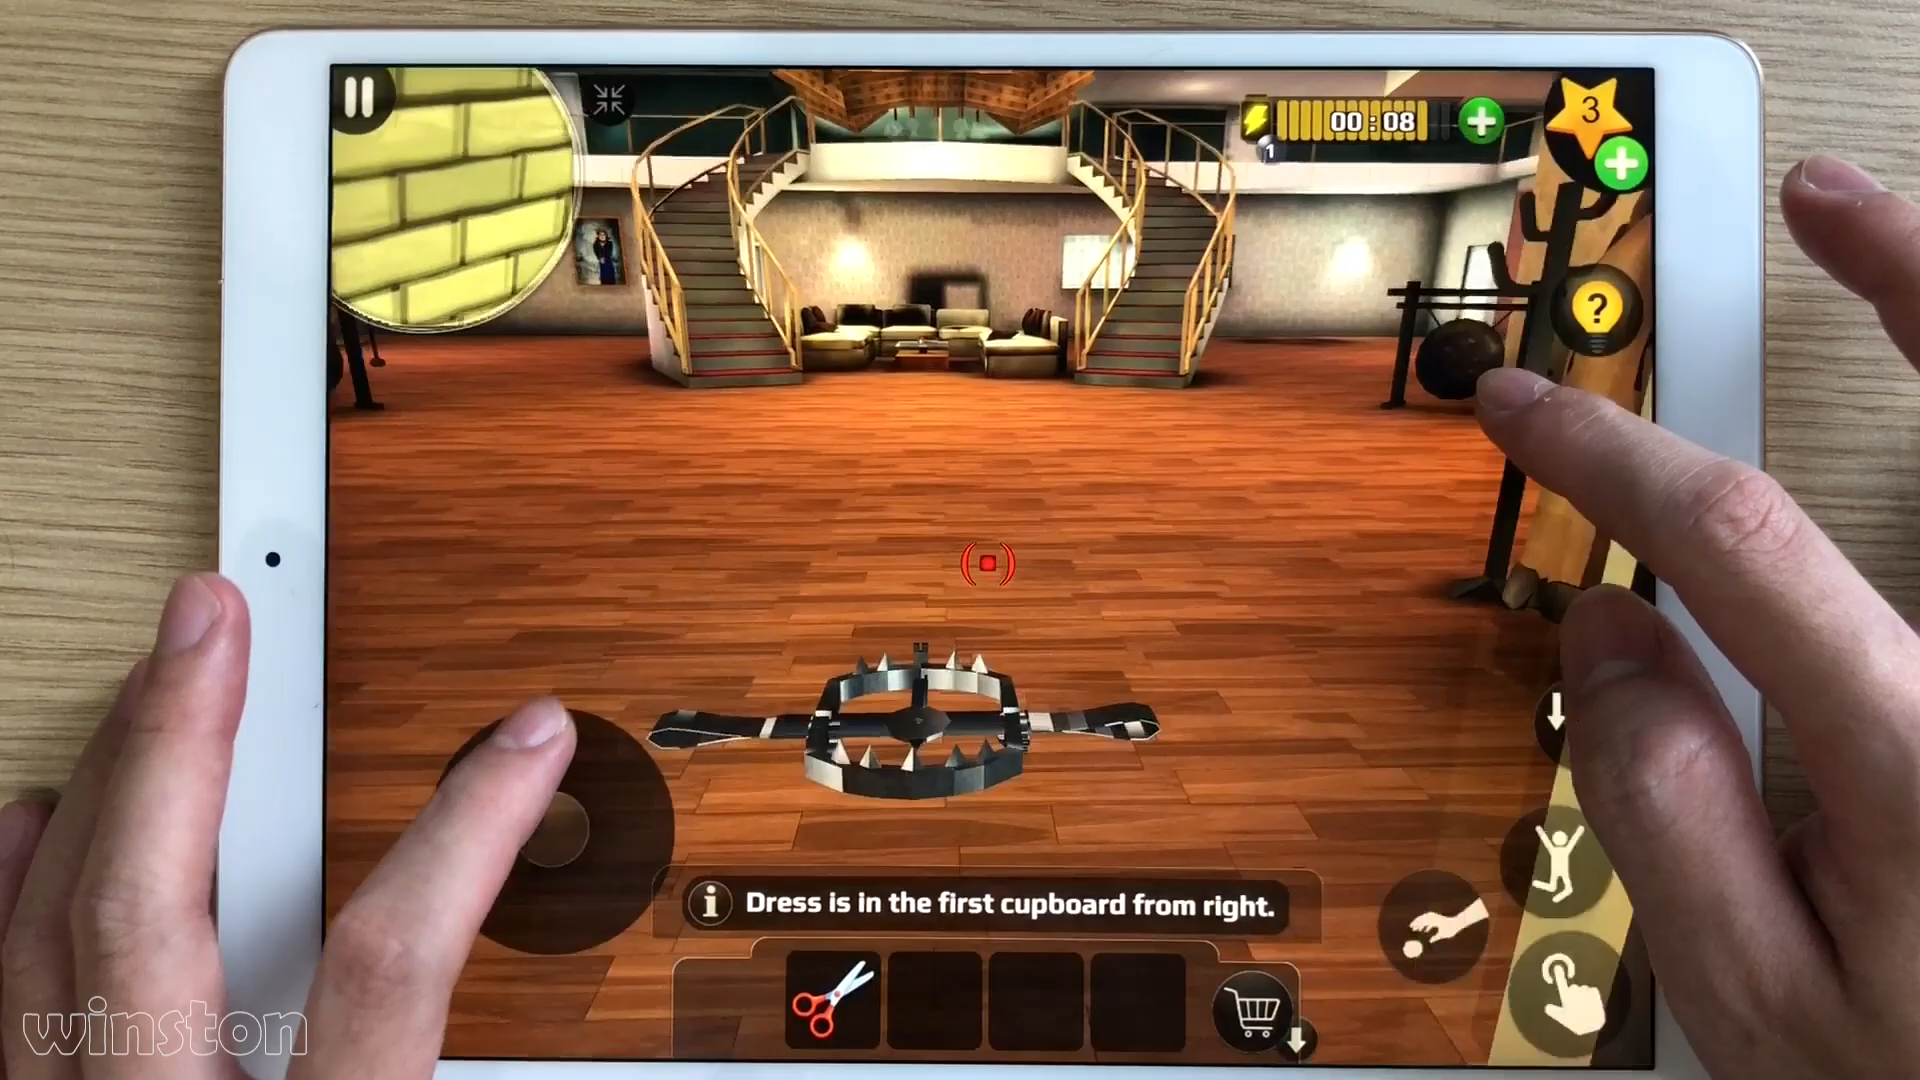 00:08
1
3
?
i Dress is in the first cupboard from right.
winston